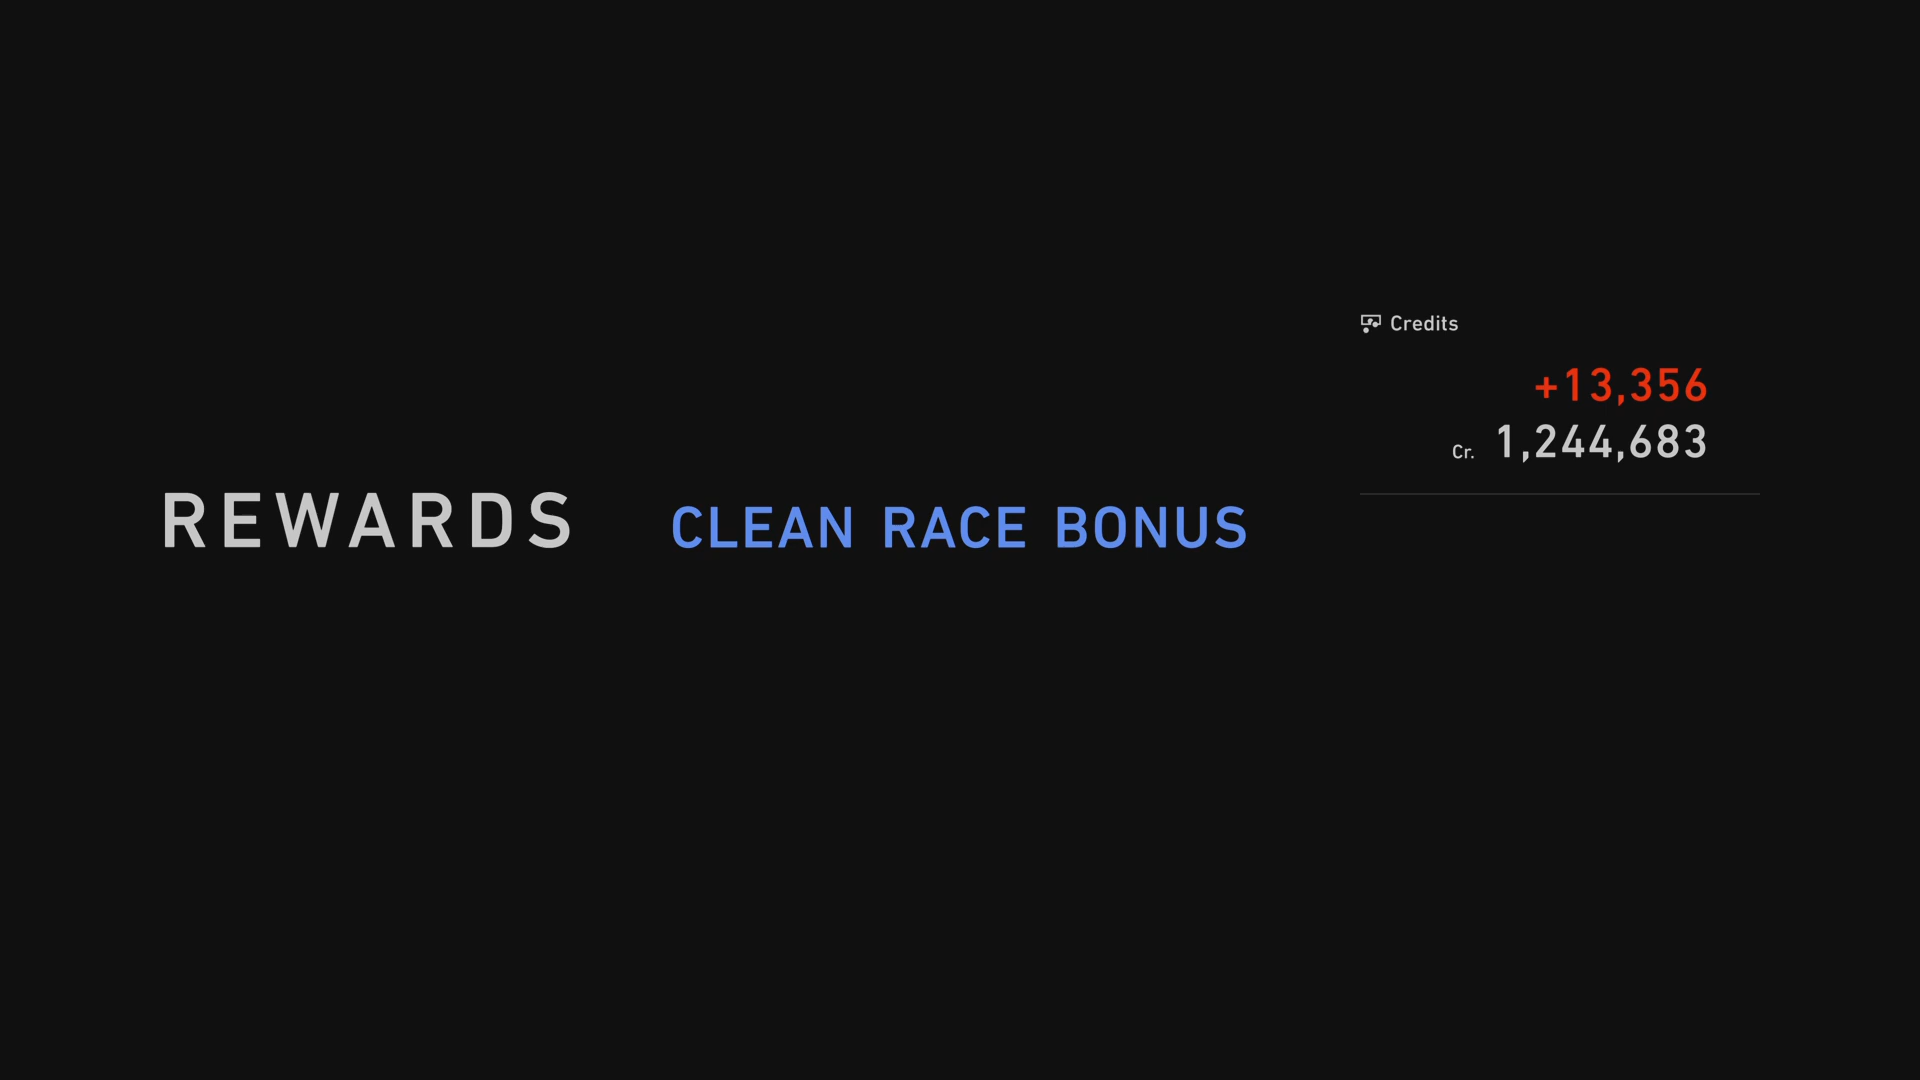 REWARDS
CLEAN RACE BONUS
Credits
+13,356
Cr. 1,244,683